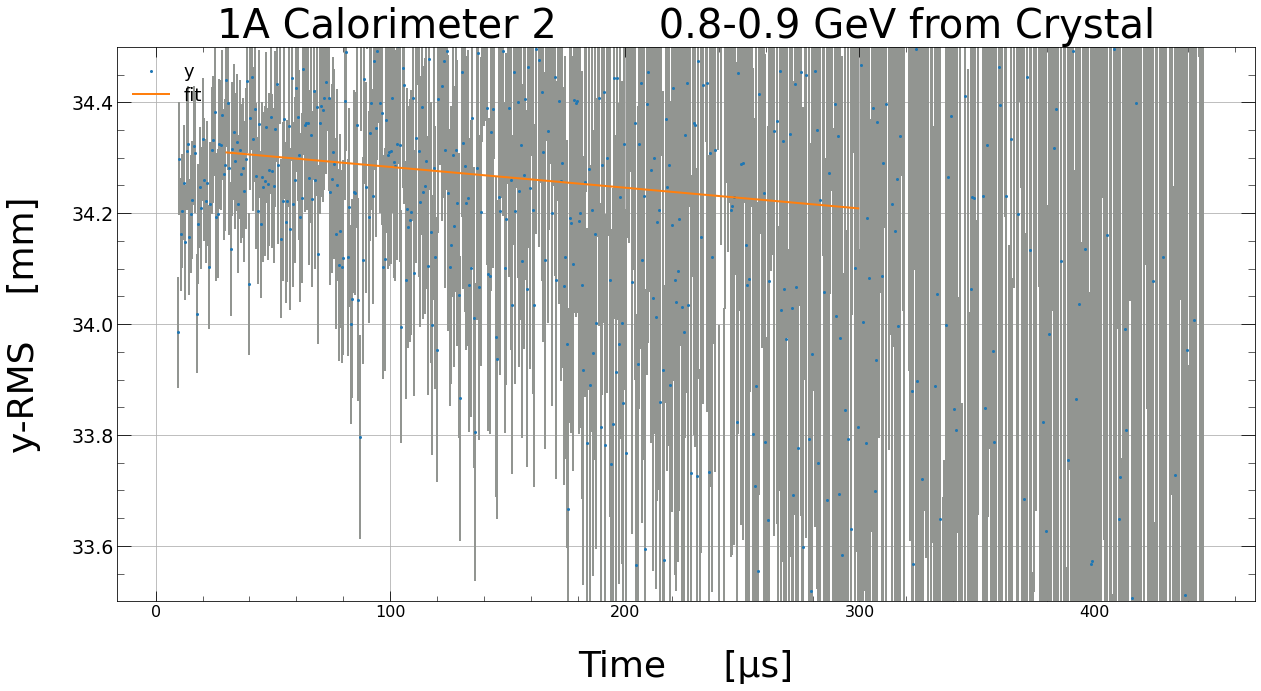 1A Calorimeter 2 0.8-0.9 GeV from Crystal
y
fit
34.4
34.2
34.0
33.8
33.6
y-RMS [mm]
0 100 200 300 400
Time [μs]